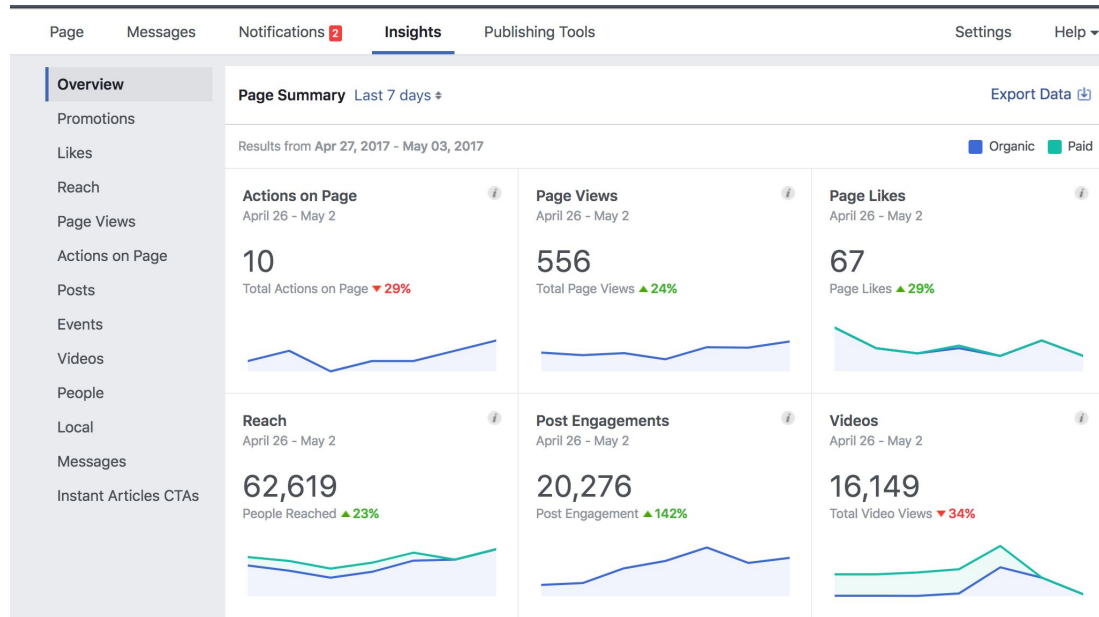 Page Messages Notifications 2 Insights Publishing Tools Settings Help
Overview
Promotions
Likes
Reach
Page Views
Actions on Page
Posts
Events
Videos
People
Local
Messages
Instant Articles CTAs
Page Summary Last 7 days Export Data
Results from Apr 27, 2017 - May 03, 2017 Organic Paid
Actions on Page
April 26 - May 2
10
Total Actions on Page 29%
Page Views
April 26 - May 2
556
Total Page Views 24%
Page Likes
April 26 - May 2
67
Page Likes 29%
Reach
April 26 - May 2
62,619
People Reached 23%
Post Engagements
April 26 - May 2
20,276
Post Engagement 142%
Videos
April 26 - May 2
16,149
Total Video Views 34%